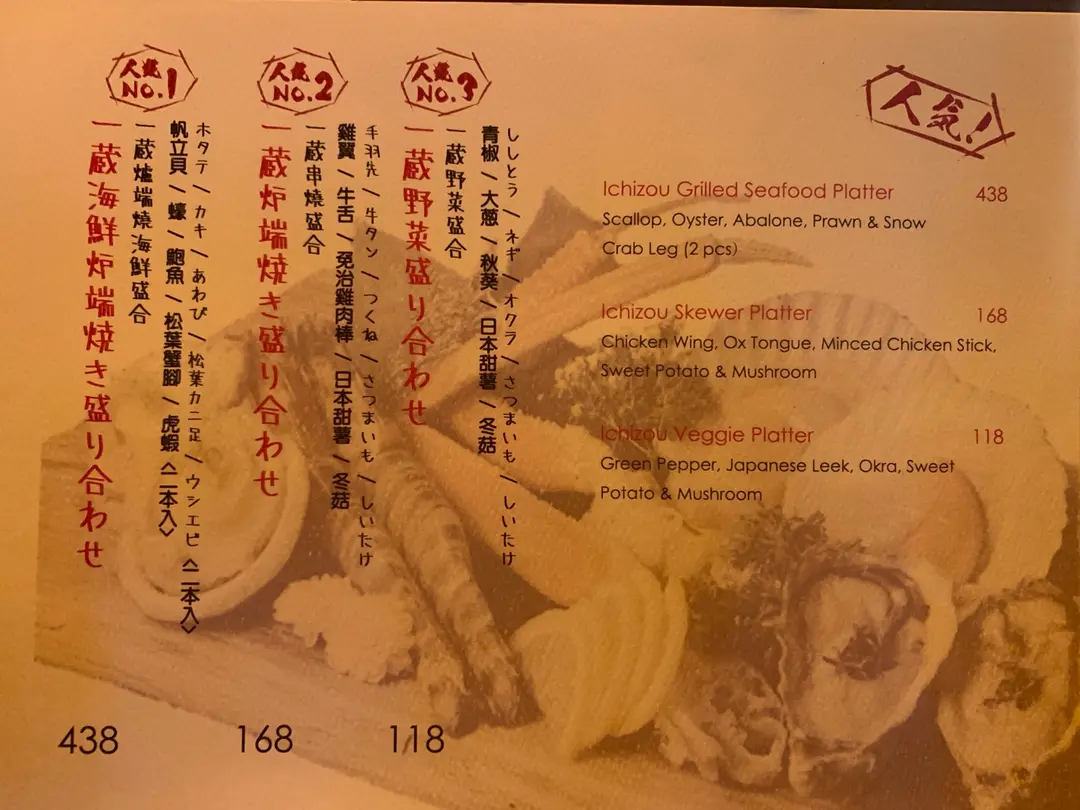 人気 NO.1
一蔵海鮮炉端焼き盛り合わせ
一蔵爐端燒海鮮盛合
帆立貝/蠔/鮑魚/松葉蟹腳/虎蝦〈二本入〉
ホタテ/カキ/あわび/松葉カニ足/ウシエビ〈二本入〉
438
人気 NO.2
一蔵炉端焼き盛り合わせ
一蔵串燒盛合
雞翼/牛舌/免治雞肉棒/日本甜薯/冬菇
手羽先/牛タン/つくね/さつまいも/しいたけ
168
人気 NO.3
一蔵野菜盛り合わせ
一蔵野菜盛合
青椒/大蔥/秋葵/日本甜薯/冬菇
ししとう/ネギ/オクラ/さつまいも/しいたけ
118
人気!
Ichizou Grilled Seafood Platter 438
Scallop, Oyster, Abalone, Prawn & Snow
Crab Leg (2 pcs)
Ichizou Skewer Platter 168
Chicken Wing, Ox Tongue, Minced Chicken Stick,
Sweet Potato & Mushroom
Ichizou Veggie Platter 118
Green Pepper, Japanese Leek, Okra, Sweet
Potato & Mushroom